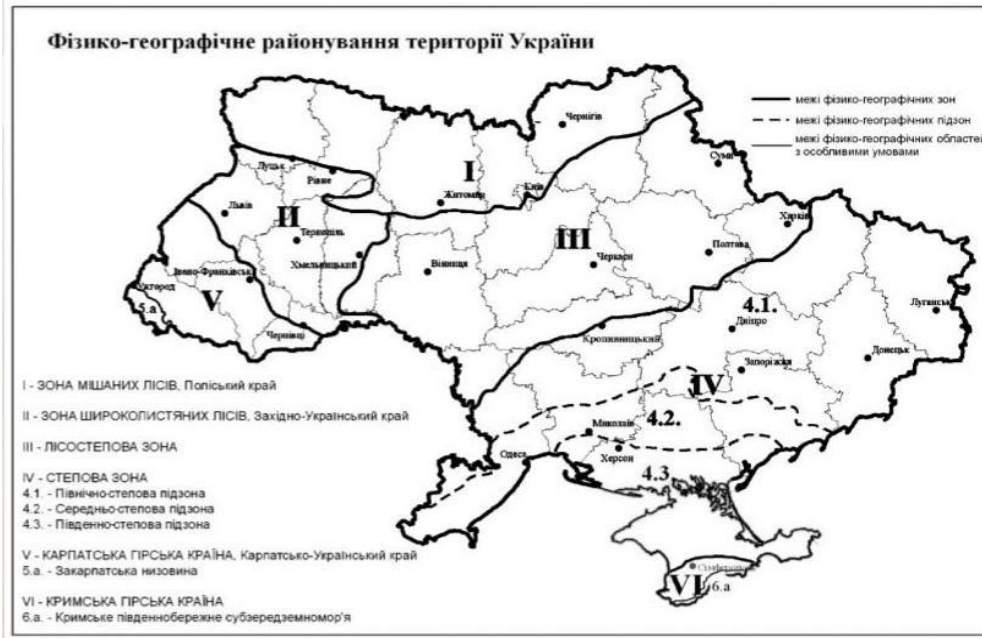 Фізико-географічне районування території України
межі фізико-географічних зон
межі фізико-географічних підзон
межі фізико-географічних областей
з особливими умовами
Чернігів
Суми
Луцьк
Рівне
I
Житомир
Київ
Львів
II
Харків
Тернопіль
III
Полтава
Хмельницький
Вінниця
Черкаси
Івано-Франківськ
Ужгород
V
5.а
4.1.
Луганськ
Дніпро
Чернівці
Кропивницький
Донецьк
Запоріжжя
IV
4.2.
Миколаїв
Одеса
Херсон
4.3
Сімферополь
VI
6.а
I - ЗОНА МІШАНИХ ЛІСІВ, Поліський край
II - ЗОНА ШИРОКОЛИСТЯНИХ ЛІСІВ, Західно-Український край
III - ЛІСОСТЕПОВА ЗОНА
IV - СТЕПОВА ЗОНА
4.1. - Північно-степова підзона
4.2. - Середньо-степова підзона
4.3. - Південно-степова підзона
V - КАРПАТСЬКА ГІРСЬКА КРАЇНА, Карпатсько-Український край
5.а. - Закарпатська низовина
VI - КРИМСЬКА ГІРСЬКА КРАЇНА
6.а. - Кримське південнобережне субзередземномор'я